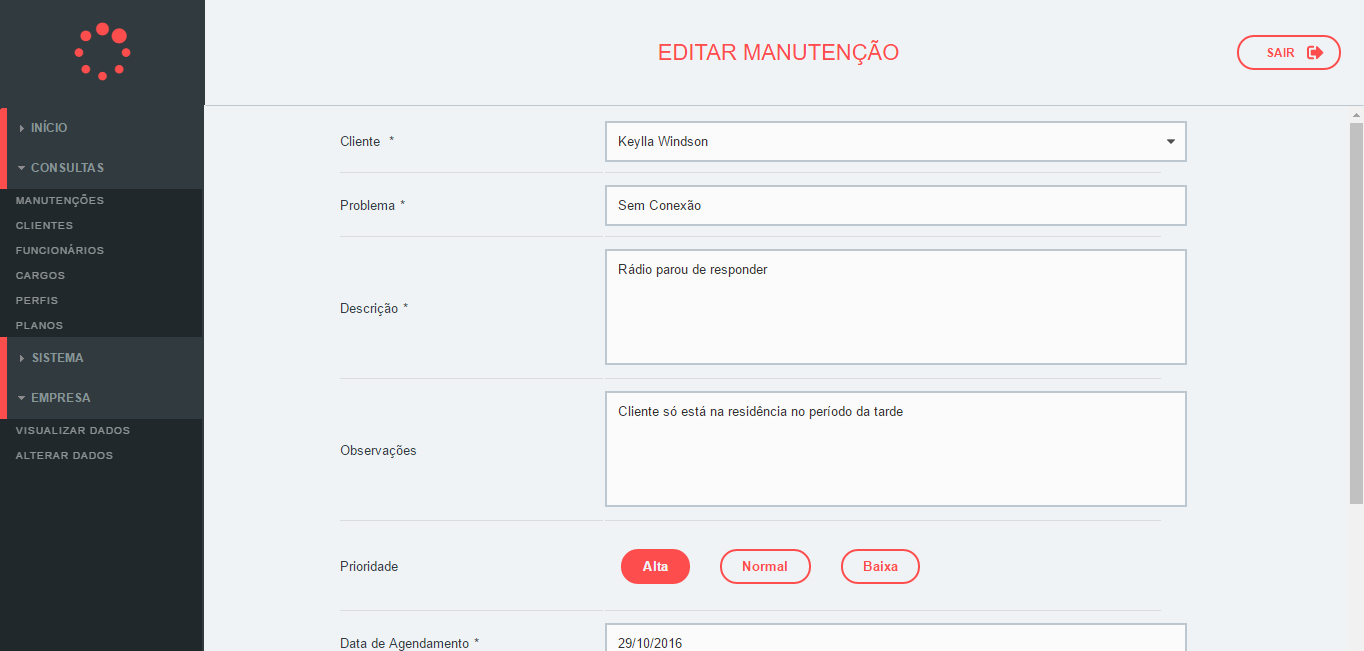 EDITAR MANUTENÇÃO
SAIR
INÍCIO
CONSULTAS
MANUTENÇÕES
CLIENTES
FUNCIONÁRIOS
CARGOS
PERFIS
PLANOS
SISTEMA
EMPRESA
VISUALIZAR DADOS
ALTERAR DADOS
Cliente * Keylla Windson
Problema * Sem Conexão
Descrição * Rádio parou de responder
Observações Cliente só está na residência no período da tarde
Prioridade Alta Normal Baixa
Data de Agendamento * 29/10/2016